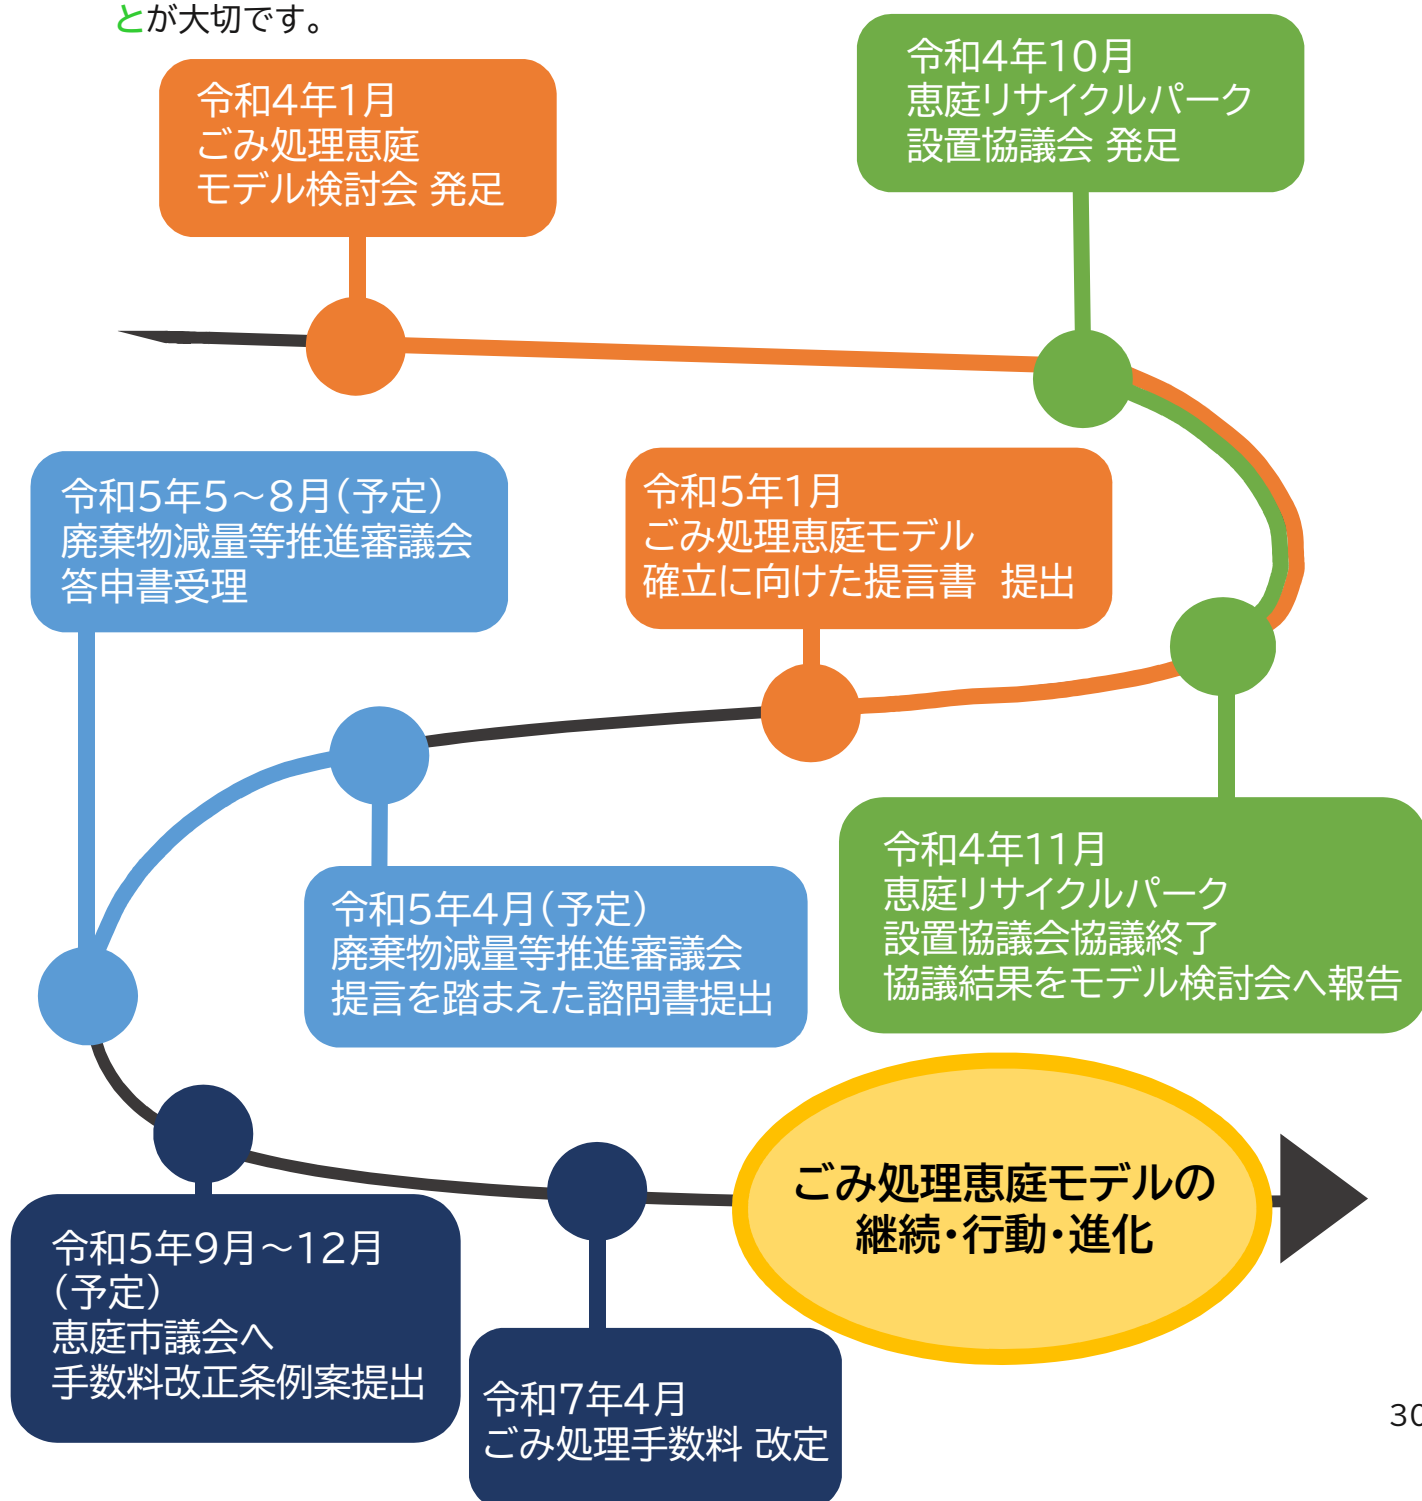 とが大切です。
令和4年1月
ごみ処理恵庭
モデル検討会 発足
令和4年10月
恵庭リサイクルパーク
設置協議会 発足
令和4年11月
恵庭リサイクルパーク
設置協議会協議終了
協議結果をモデル検討会へ報告
令和5年1月
ごみ処理恵庭モデル
確立に向けた提言書　提出
令和5年4月(予定)
廃棄物減量等推進審議会
提言を踏まえた諮問書提出
令和5年5～8月(予定)
廃棄物減量等推進審議会
答申書受理
令和5年9月～12月
(予定)
恵庭市議会へ
手数料改正条例案提出
令和7年4月
ごみ処理手数料 改定
ごみ処理恵庭モデルの
継続・行動・進化
30